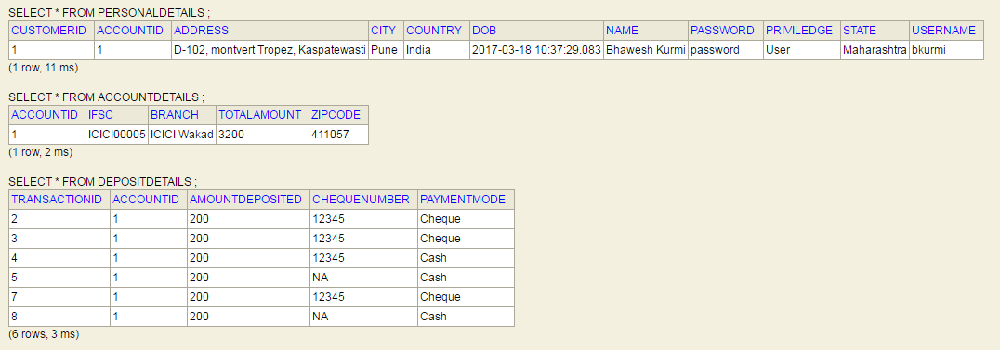 SELECT * FROM PERSONALDETAILS ;
CUSTOMERID ACCOUNTID ADDRESS CITY COUNTRY DOB NAME PASSWORD PRIVILEDGE STATE USERNAME
1 1 D-102, montvert Tropez, Kaspatewasti Pune India 2017-03-18 10:37:29.083 Bhawesh Kurmi password User Maharashtra bkurmi
(1 row, 11 ms)
SELECT * FROM ACCOUNTDETAILS ;
ACCOUNTID IFSC BRANCH TOTALAMOUNT ZIPCODE
1 ICICI00005 ICICI Wakad 3200 411057
(1 row, 2 ms)
SELECT * FROM DEPOSITDETAILS ;
TRANSACTIONID ACCOUNTID AMOUNTDEPOSITED CHEQUENUMBER PAYMENTMODE
2 1 200 12345 Cheque
3 1 200 12345 Cheque
4 1 200 12345 Cash
5 1 200 NA Cash
7 1 200 12345 Cheque
8 1 200 NA Cash
(6 rows, 3 ms)